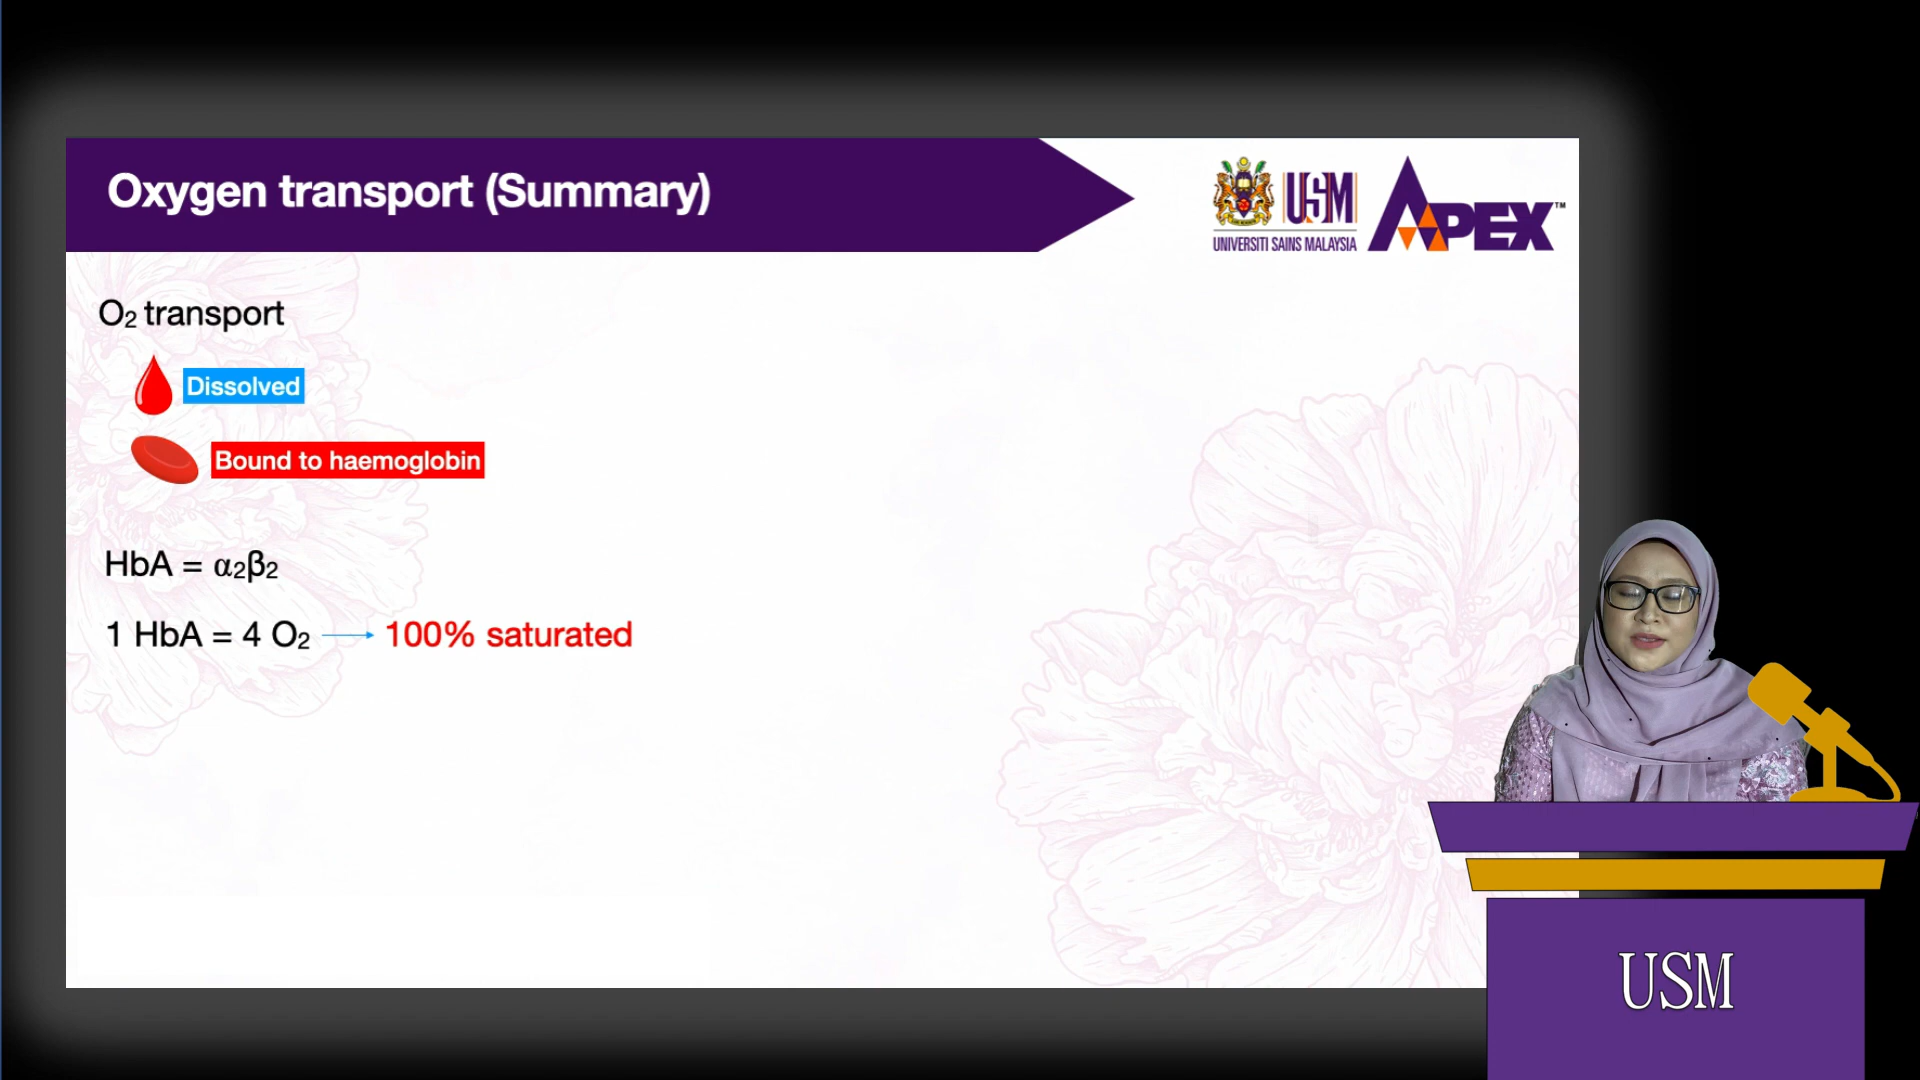 Oxygen transport (Summary)
USM
UNIVERSITI SAINS MALAYSIA
APEX™
O₂ transport
Dissolved
Bound to haemoglobin
HbA = α₂β₂
1 HbA = 4 O₂ → 100% saturated
USM